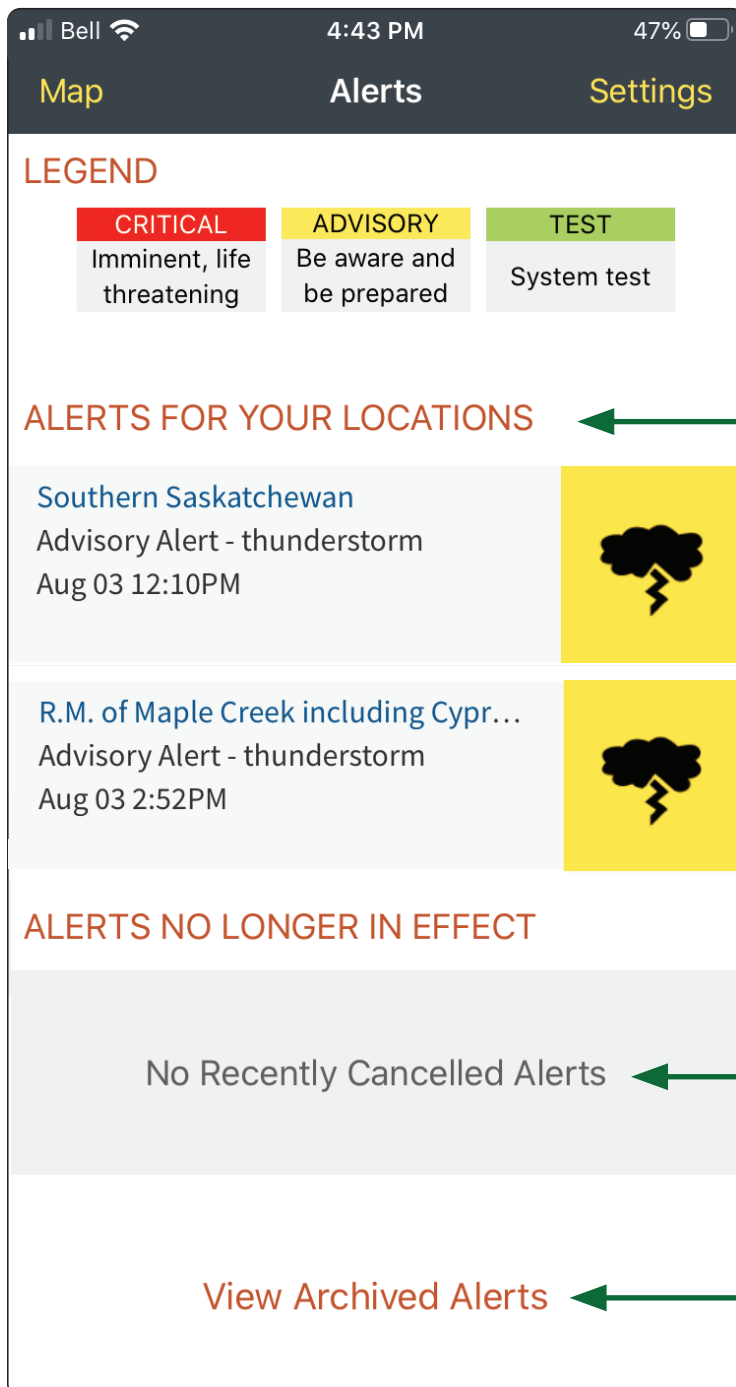 Bell 4:43 PM 47%
Map Alerts Settings
LEGEND
CRITICAL
Imminent, life
threatening
ADVISORY
Be aware and
be prepared
TEST
System test
ALERTS FOR YOUR LOCATIONS
Southern Saskatchewan
Advisory Alert - thunderstorm
Aug 03 12:10PM
R.M. of Maple Creek including Cypr...
Advisory Alert - thunderstorm
Aug 03 2:52PM
ALERTS NO LONGER IN EFFECT
No Recently Cancelled Alerts
View Archived Alerts